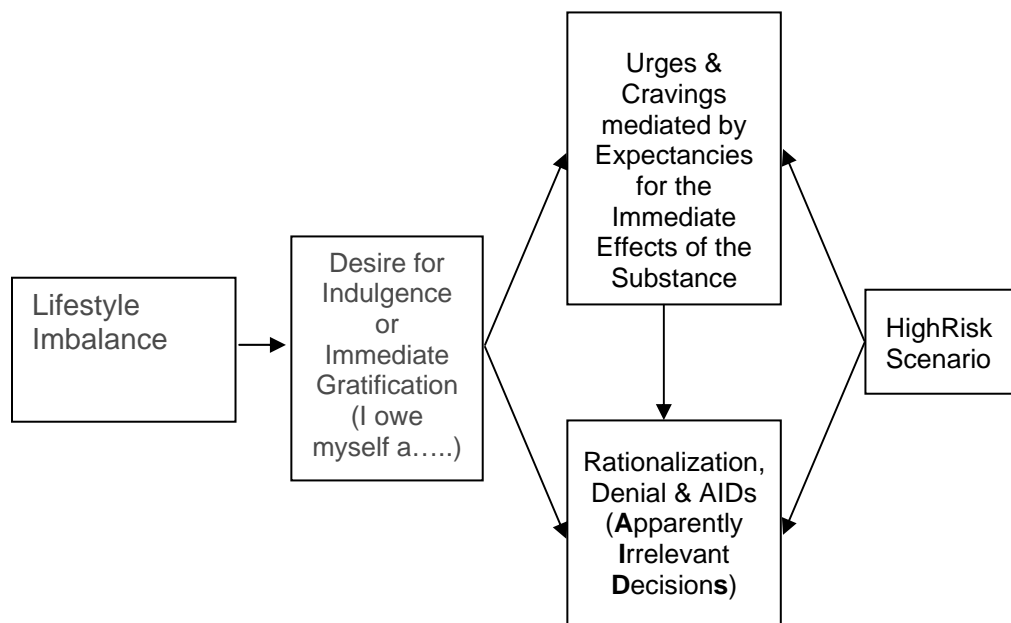 Lifestyle
Imbalance
Desire for
Indulgence
or
Immediate
Gratification
(I owe
myself a…..)
Urges &
Cravings
mediated by
Expectancies
for the
Immediate
Effects of the
Substance
Rationalization,
Denial & AIDs
(Apparently
Irrelevant
Decisions)
HighRisk
Scenario